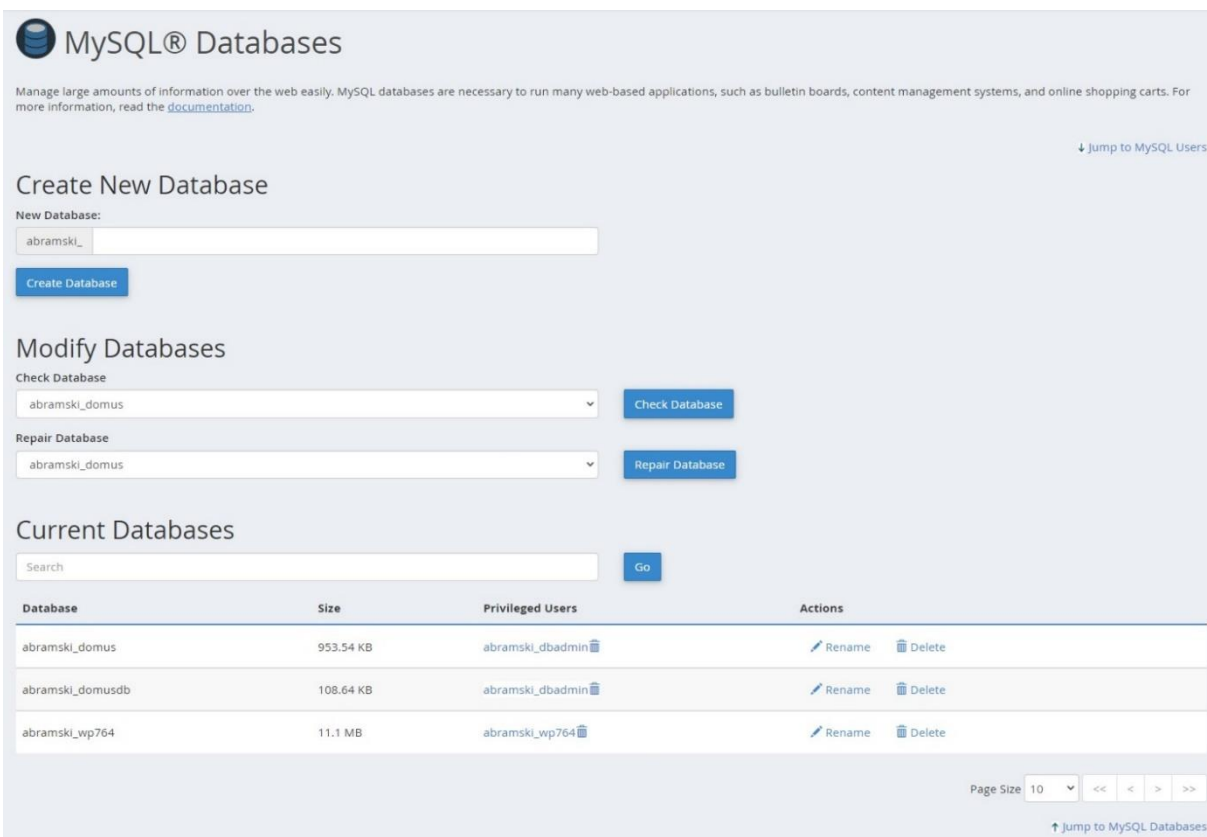 MySQL® Databases
Manage large amounts of information over the web easily. MySQL databases are necessary to run many web-based applications, such as bulletin boards, content management systems, and online shopping carts. For
more information, read the documentation.
↓ Jump to MySQL Users
Create New Database
New Database:
abramski_
Create Database
Modify Databases
Check Database
abramski_domus Check Database
Repair Database
abramski_domus Repair Database
Current Databases
Search Go
Database Size Privileged Users Actions
abramski_domus 953.54 KB abramski_dbadmin Rename Delete
abramski_domusdb 108.64 KB abramski_dbadmin Rename Delete
abramski_wp764 11.1 MB abramski_wp764 Rename Delete
Page Size 10 << < > >>
↑ Jump to MySQL Databases